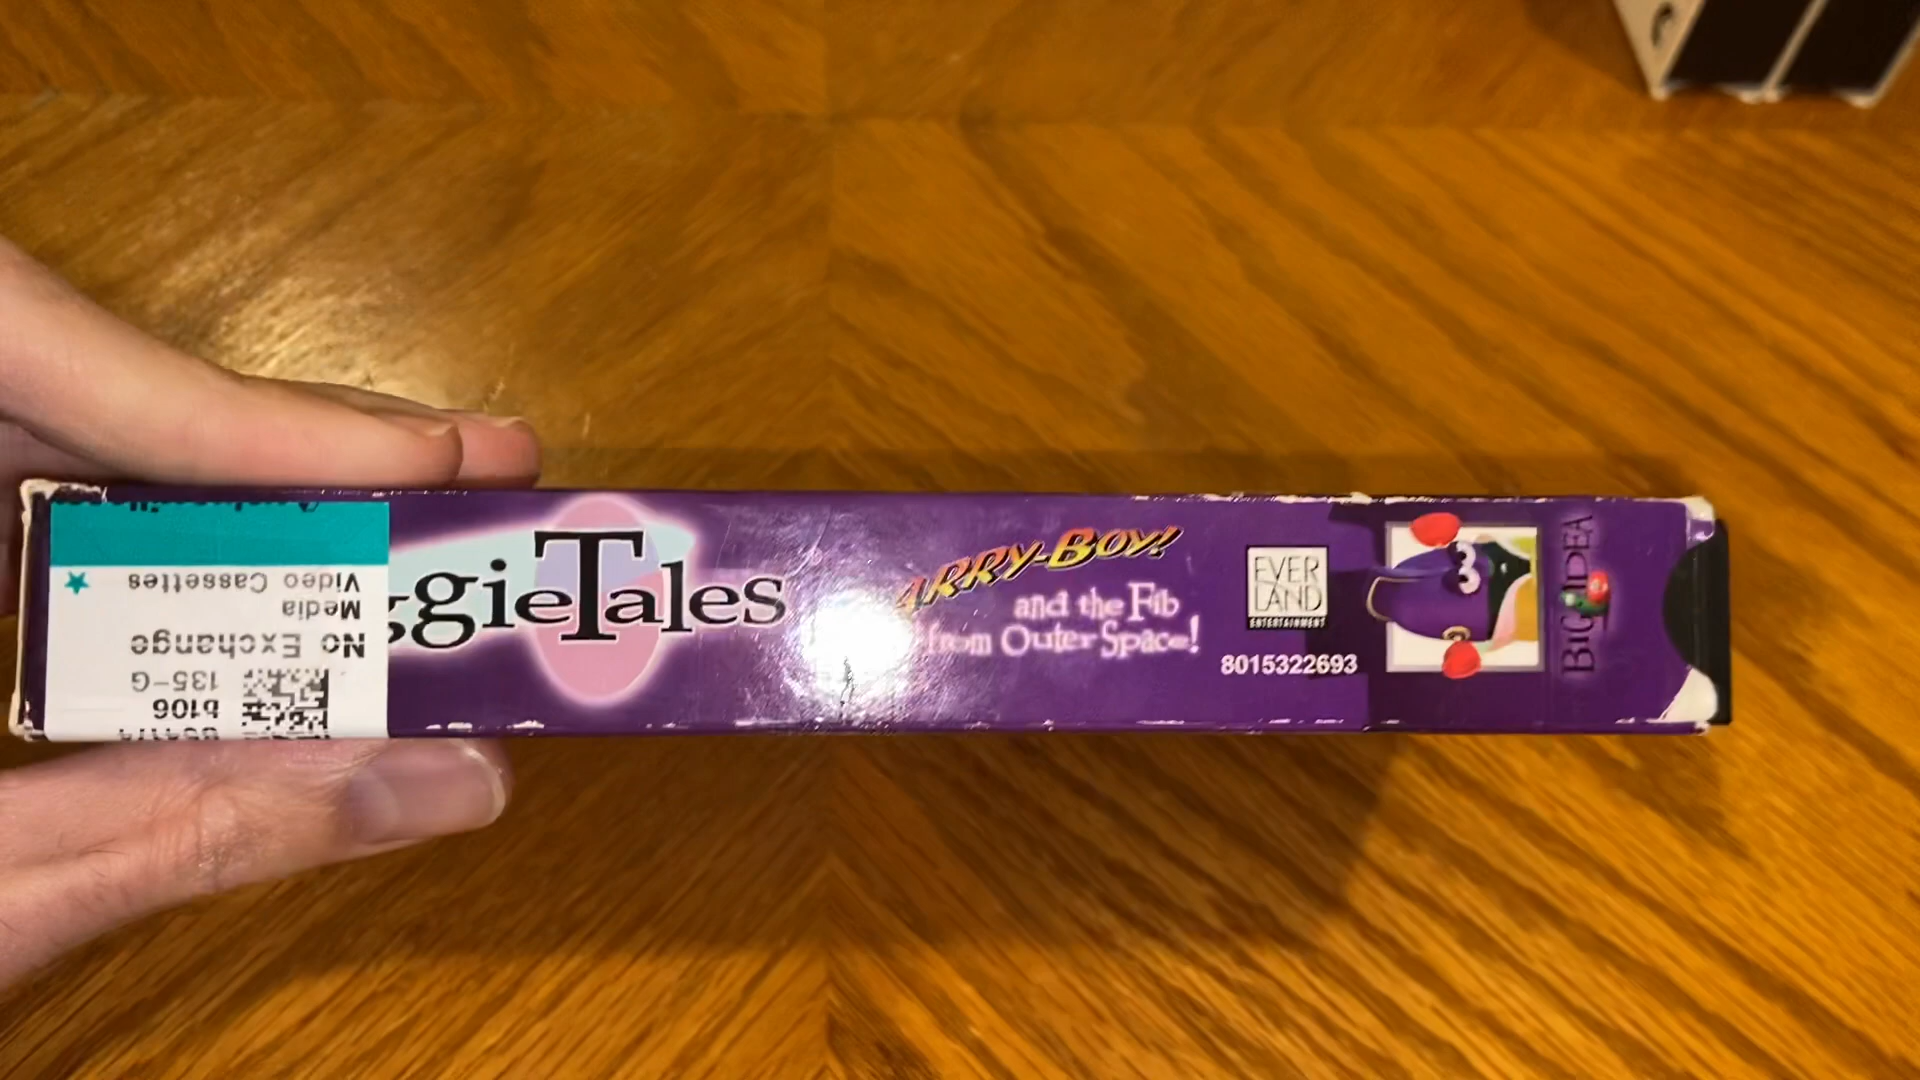 ggieTales
ARRY-BOY!
and the Fib
from Outer Space!
EVER
LAND
ENTERTAINMENT
8015322693
BIG IDEA
b106
135-G
No Exchange
Media
Video Cassettes